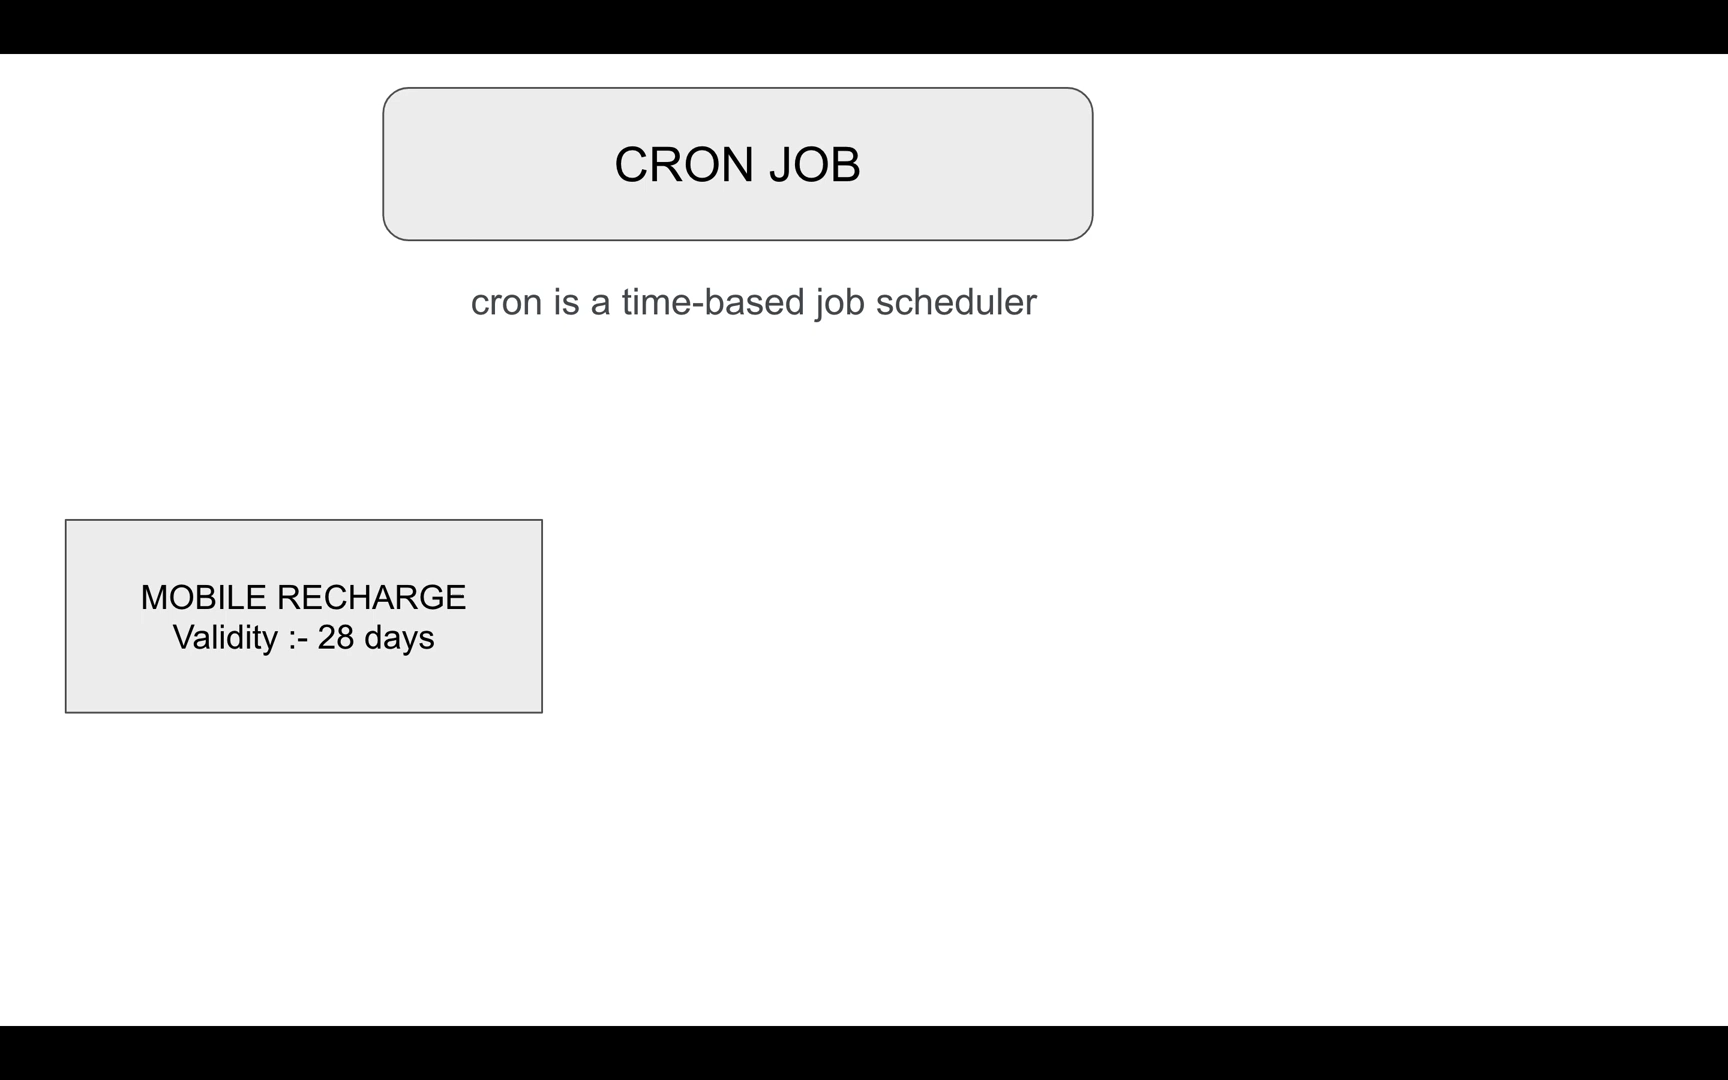 CRON JOB
cron is a time-based job scheduler
MOBILE RECHARGE
Validity :- 28 days